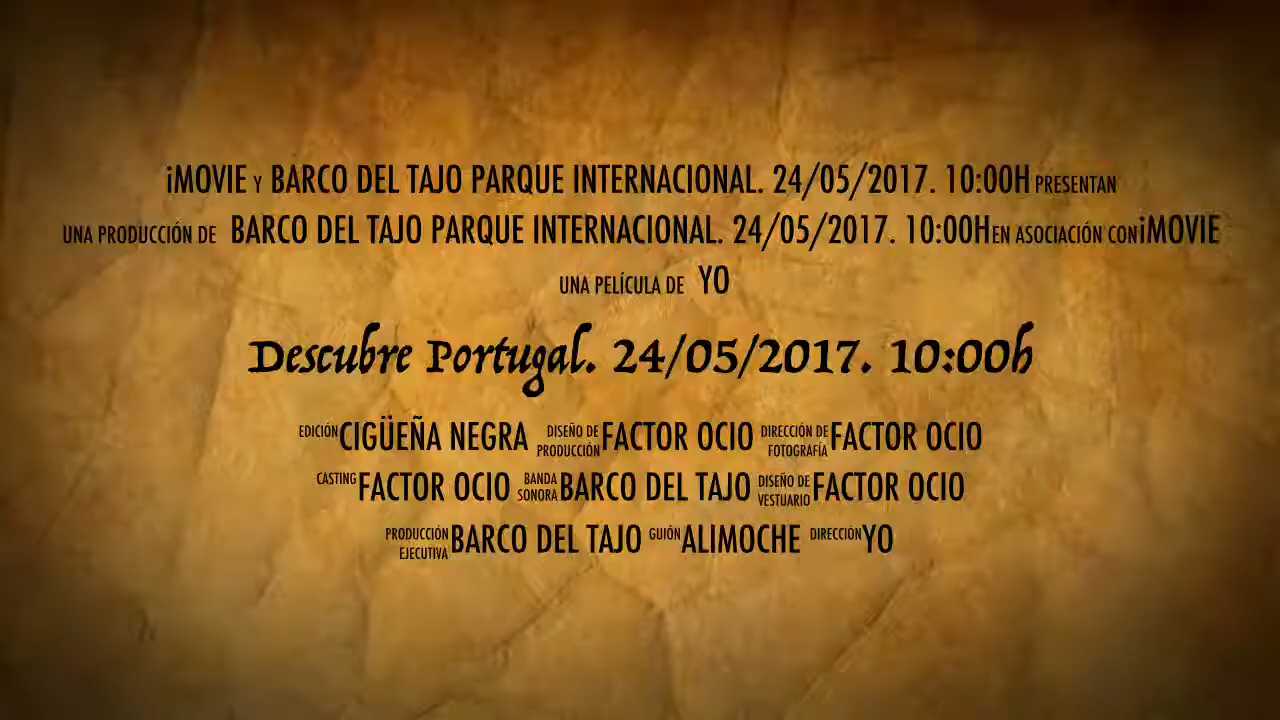 iMOVIE Y BARCO DEL TAJO PARQUE INTERNACIONAL. 24/05/2017. 10:00H PRESENTAN
UNA PRODUCCIÓN DE BARCO DEL TAJO PARQUE INTERNACIONAL. 24/05/2017. 10:00H EN ASOCIACIÓN CON iMOVIE
UNA PELÍCULA DE YO
Descubre Portugal. 24/05/2017. 10:00h
EDICIÓN CIGÜEÑA NEGRA DISEÑO DE PRODUCCIÓN FACTOR OCIO DIRECCIÓN DE FOTOGRAFÍA FACTOR OCIO
CASTING FACTOR OCIO BANDA SONORA BARCO DEL TAJO DISEÑO DE VESTUARIO FACTOR OCIO
PRODUCCIÓN EJECUTIVA BARCO DEL TAJO GUIÓN ALIMOCHE DIRECCIÓN YO